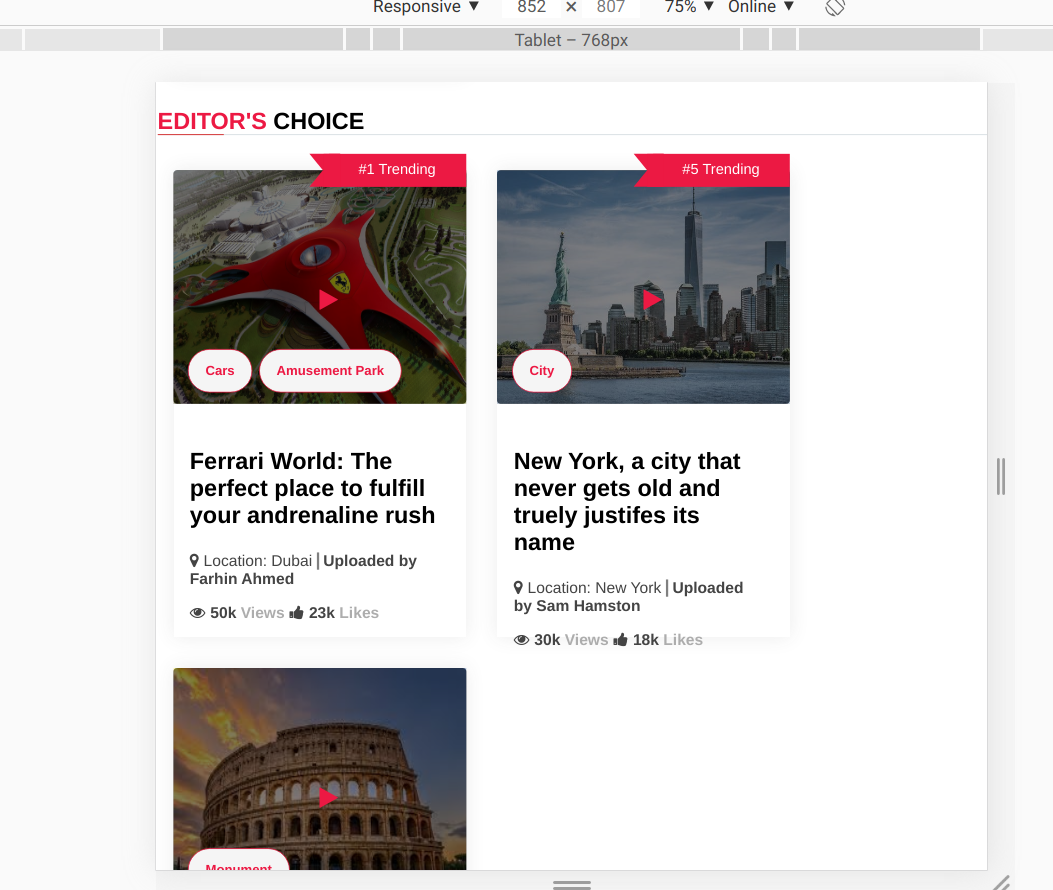 Responsive ▼ 852 × 807 75% ▼ Online ▼
Tablet – 768px
EDITOR'S CHOICE
#1 Trending
Cars Amusement Park
Ferrari World: The
perfect place to fulfill
your andrenaline rush
Location: Dubai | Uploaded by
Farhin Ahmed
50k Views 23k Likes
#5 Trending
City
New York, a city that
never gets old and
truely justifes its
name
Location: New York | Uploaded
by Sam Hamston
30k Views 18k Likes
Monument